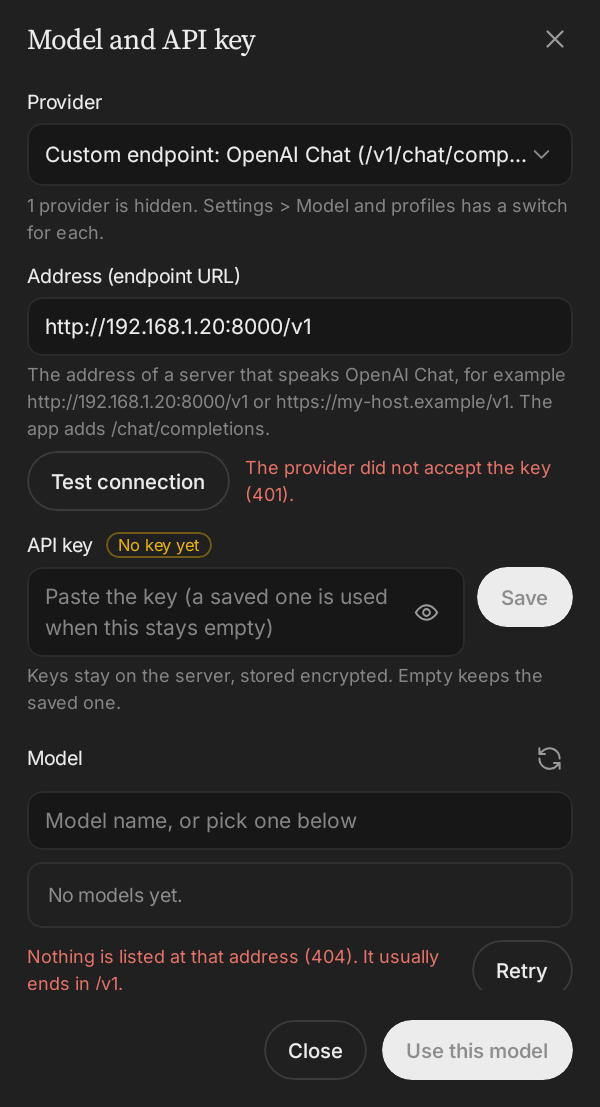 Model and API key
Provider
Custom endpoint: OpenAI Chat (/v1/chat/comp...
1 provider is hidden. Settings > Model and profiles has a switch
for each.
Address (endpoint URL)
http://192.168.1.20:8000/v1
The address of a server that speaks OpenAI Chat, for example
http://192.168.1.20:8000/v1 or https://my-host.example/v1. The
app adds /chat/completions.
Test connection
The provider did not accept the key
(401).
API key
No key yet
Paste the key (a saved one is used
when this stays empty)
Save
Keys stay on the server, stored encrypted. Empty keeps the
saved one.
Model
Model name, or pick one below
No models yet.
Nothing is listed at that address (404). It usually
ends in /v1.
Retry
Close
Use this model